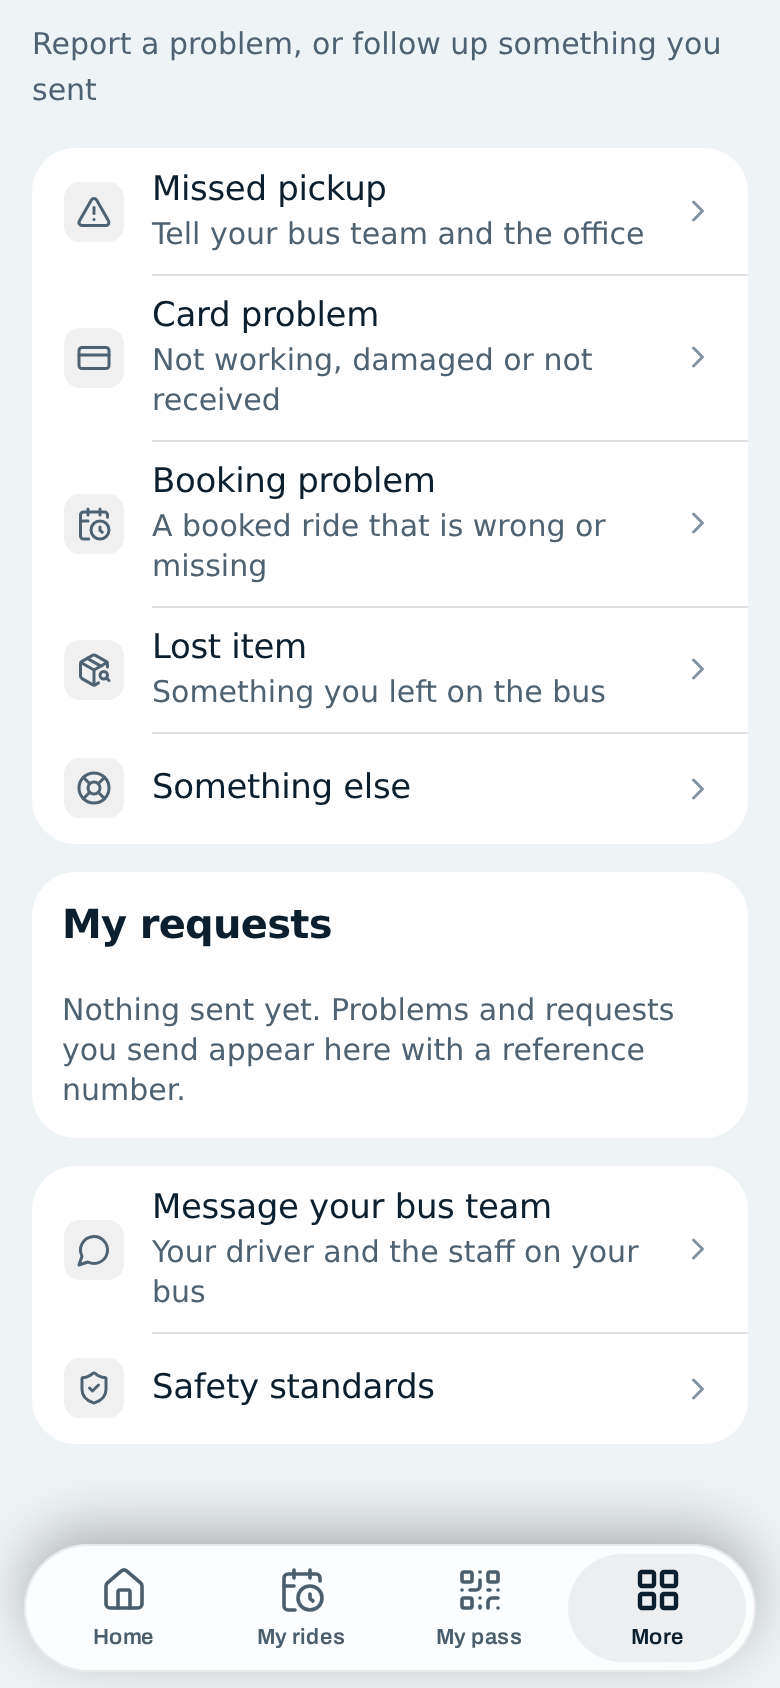 Report a problem, or follow up something you
sent
Missed pickup
Tell your bus team and the office
Card problem
Not working, damaged or not
received
Booking problem
A booked ride that is wrong or
missing
Lost item
Something you left on the bus
Something else
My requests
Nothing sent yet. Problems and requests
you send appear here with a reference
number.
Message your bus team
Your driver and the staff on your
bus
Safety standards
Home
My rides
My pass
More